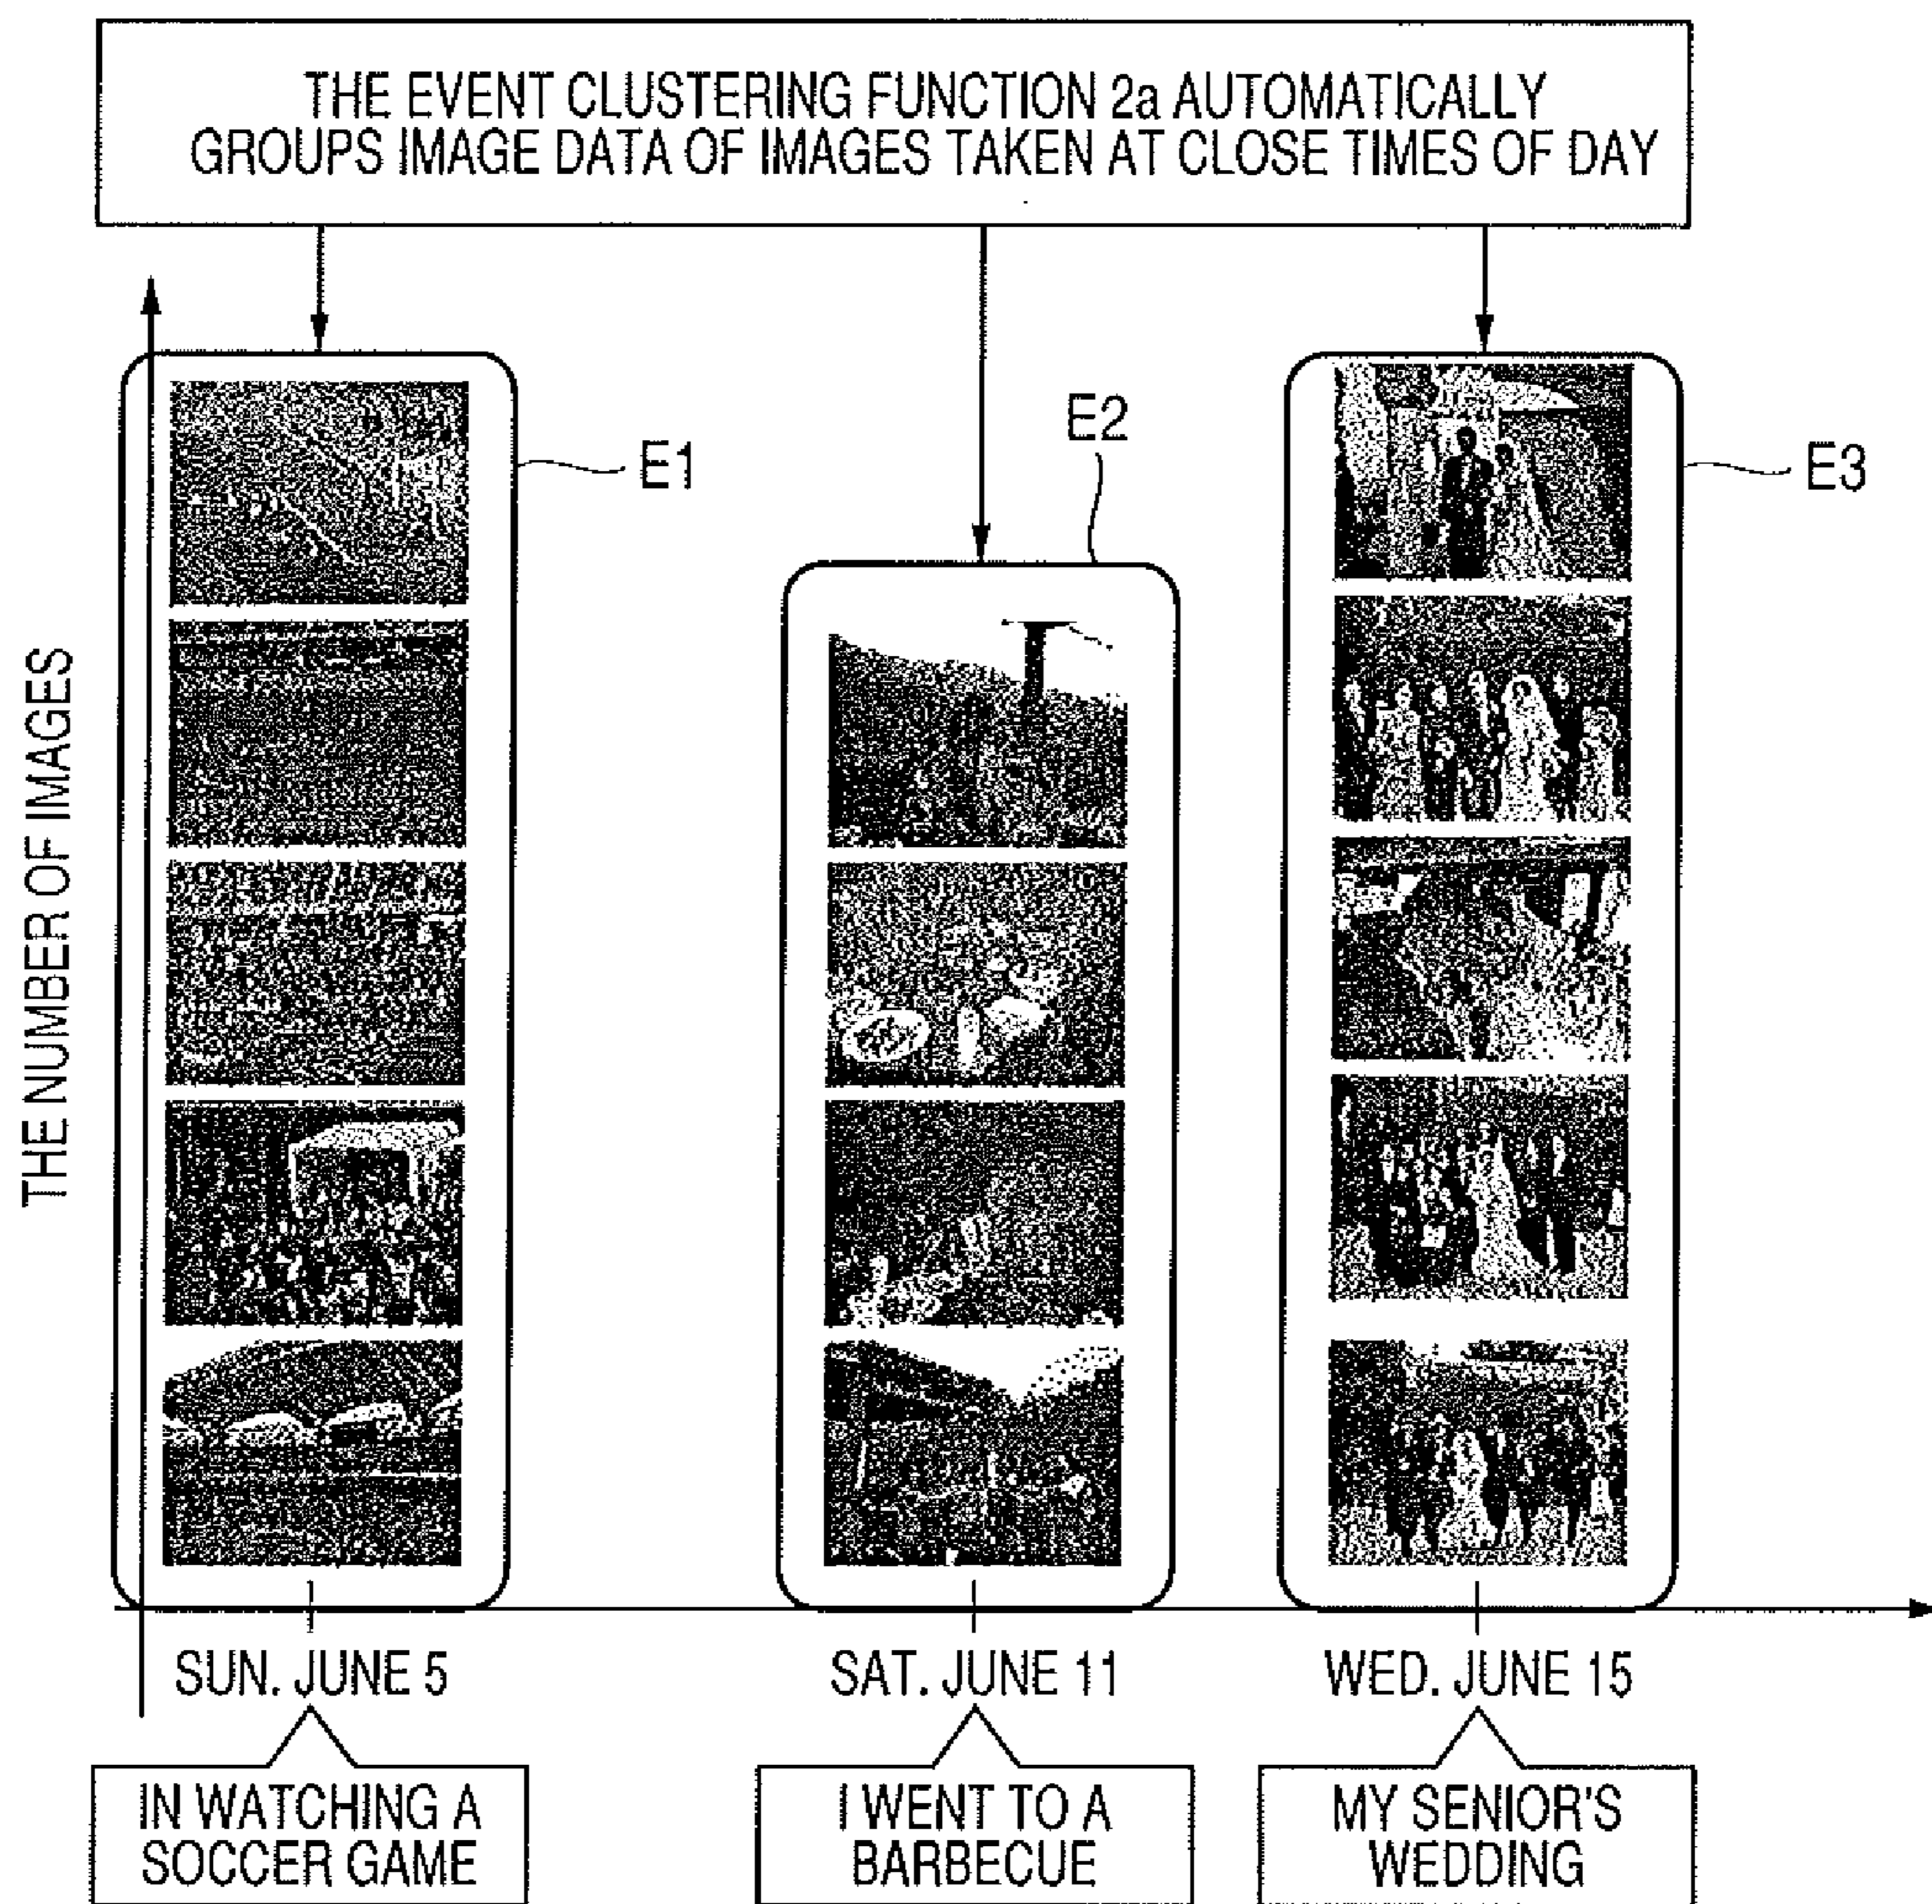 THE EVENT CLUSTERING FUNCTION 2a AUTOMATICALLY
GROUPS IMAGE DATA OF IMAGES TAKEN AT CLOSE TIMES OF DAY
E1
E2
E3
THE NUMBER OF IMAGES
SUN. JUNE 5
SAT. JUNE 11
WED. JUNE 15
IN WATCHING A
SOCCER GAME
I WENT TO A
BARBECUE
MY SENIOR'S
WEDDING